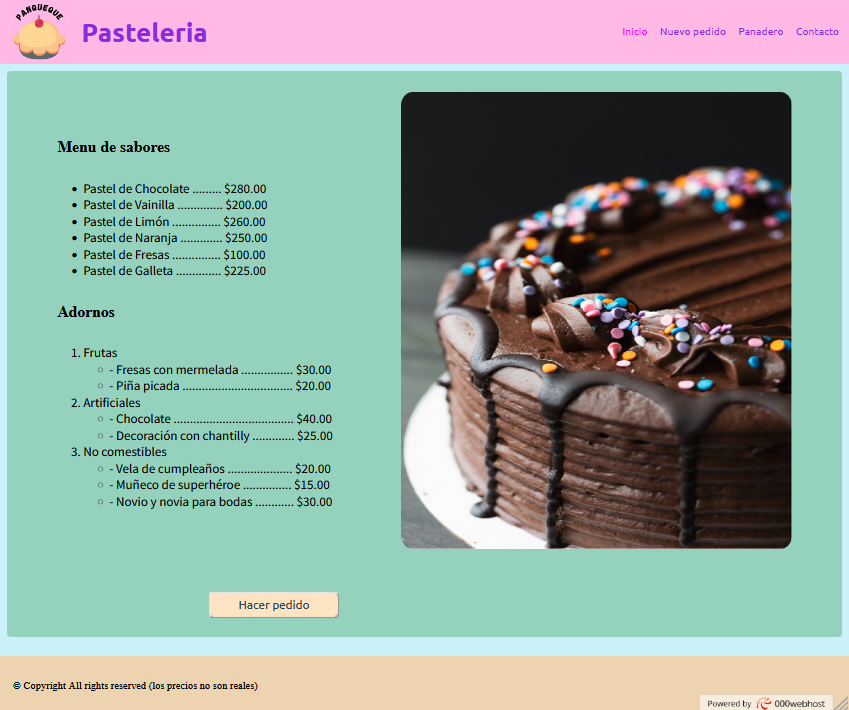 PANQUEQUE
Pasteleria
Inicio Nuevo pedido Panadero Contacto
Menu de sabores
• Pastel de Chocolate ......... $280.00
• Pastel de Vainilla .............. $200.00
• Pastel de Limón ............... $260.00
• Pastel de Naranja ............. $250.00
• Pastel de Fresas ............... $100.00
• Pastel de Galleta .............. $225.00
Adornos
1. Frutas
○ - Fresas con mermelada ................ $30.00
○ - Piña picada .................................. $20.00
2. Artificiales
○ - Chocolate ..................................... $40.00
○ - Decoración con chantilly ............. $25.00
3. No comestibles
○ - Vela de cumpleaños .................... $20.00
○ - Muñeco de superhéroe ............... $15.00
○ - Novio y novia para bodas ............ $30.00
Hacer pedido
© Copyright All rights reserved (los precios no son reales)
Powered by 000webhost